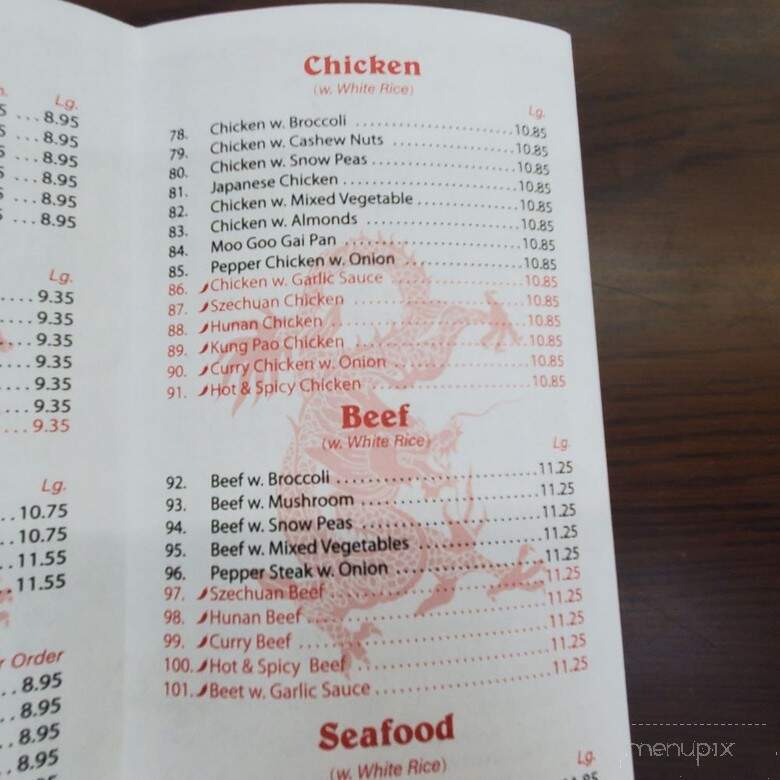 Lg.
...8.95
...8.95
...8.95
...8.95
...8.95
...8.95
Lg.
....9.35
...9.35
...9.35
...9.35
...9.35
...9.35
...9.35
Lg.
..10.75
..10.75
..11.55
..11.55
Order
..8.95
..8.95
..8.95
..8.95
Chicken
(w. White Rice)
Lg.
78. Chicken w. Broccoli 10.85
79. Chicken w. Cashew Nuts 10.85
80. Chicken w. Snow Peas 10.85
81. Japanese Chicken 10.85
82. Chicken w. Mixed Vegetable 10.85
83. Chicken w. Almonds 10.85
84. Moo Goo Gai Pan 10.85
85. Pepper Chicken w. Onion 10.85
86. Chicken w. Garlic Sauce 10.85
87. Szechuan Chicken 10.85
88. Hunan Chicken 10.85
89. Kung Pao Chicken 10.85
90. Curry Chicken w. Onion 10.85
91. Hot & Spicy Chicken 10.85
Beef
(w. White Rice)
Lg.
92. Beef w. Broccoli 11.25
93. Beef w. Mushroom 11.25
94. Beef w. Snow Peas 11.25
95. Beef w. Mixed Vegetables 11.25
96. Pepper Steak w. Onion 11.25
97. Szechuan Beef 11.25
98. Hunan Beef 11.25
99. Curry Beef 11.25
100. Hot & Spicy Beef 11.25
101. Beet w. Garlic Sauce 11.25
Seafood
(w. White Rice)
Lg.
menupix